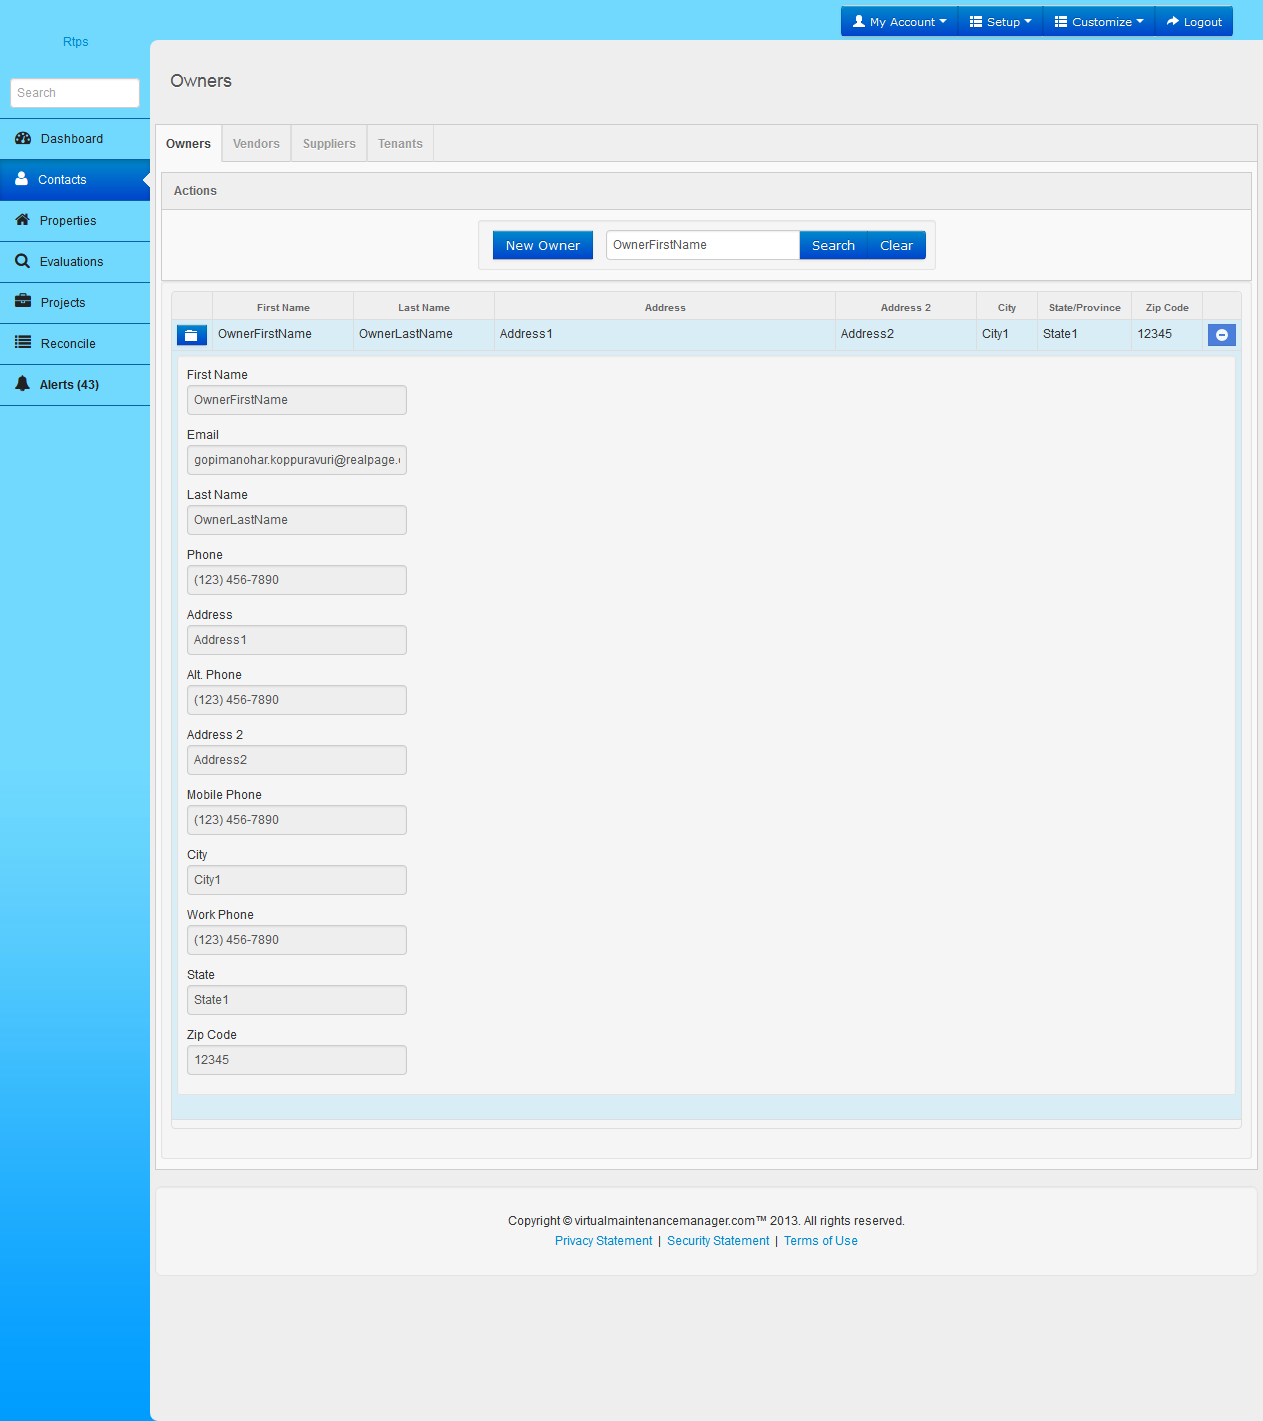 My Account Setup Customize Logout
Rtps
Search
Dashboard
Contacts
Properties
Evaluations
Projects
Reconcile
Alerts (43)
Owners
Owners Vendors Suppliers Tenants
Actions
New Owner OwnerFirstName Search Clear
First Name Last Name Address Address 2 City State/Province Zip Code
OwnerFirstName OwnerLastName Address1 Address2 City1 State1 12345
First Name
OwnerFirstName
Email
gopimanohar.koppuravuri@realpage.
Last Name
OwnerLastName
Phone
(123) 456-7890
Address
Address1
Alt. Phone
(123) 456-7890
Address 2
Address2
Mobile Phone
(123) 456-7890
City
City1
Work Phone
(123) 456-7890
State
State1
Zip Code
12345
Copyright © virtualmaintenancemanager.com™ 2013. All rights reserved.
Privacy Statement | Security Statement | Terms of Use